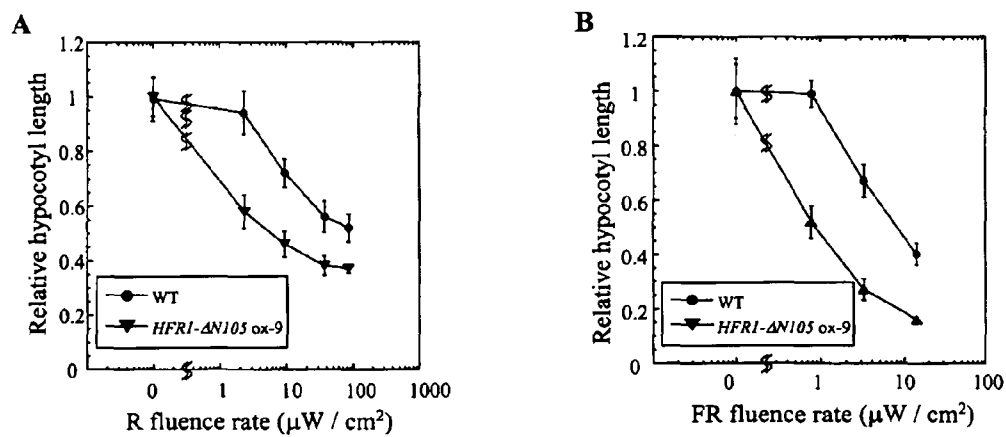 A
1.2
1
0.8
0.6
0.4
0.2
0
Relative hypocotyl length
WT
HFR1-ΔN105 ox-9
0 1 10 100 1000
R fluence rate (μW / cm²)
B
1.2
1
0.8
0.6
0.4
0.2
0
Relative hypocotyl length
WT
HFR1-ΔN105 ox-9
0 1 10 100
FR fluence rate (μW / cm²)